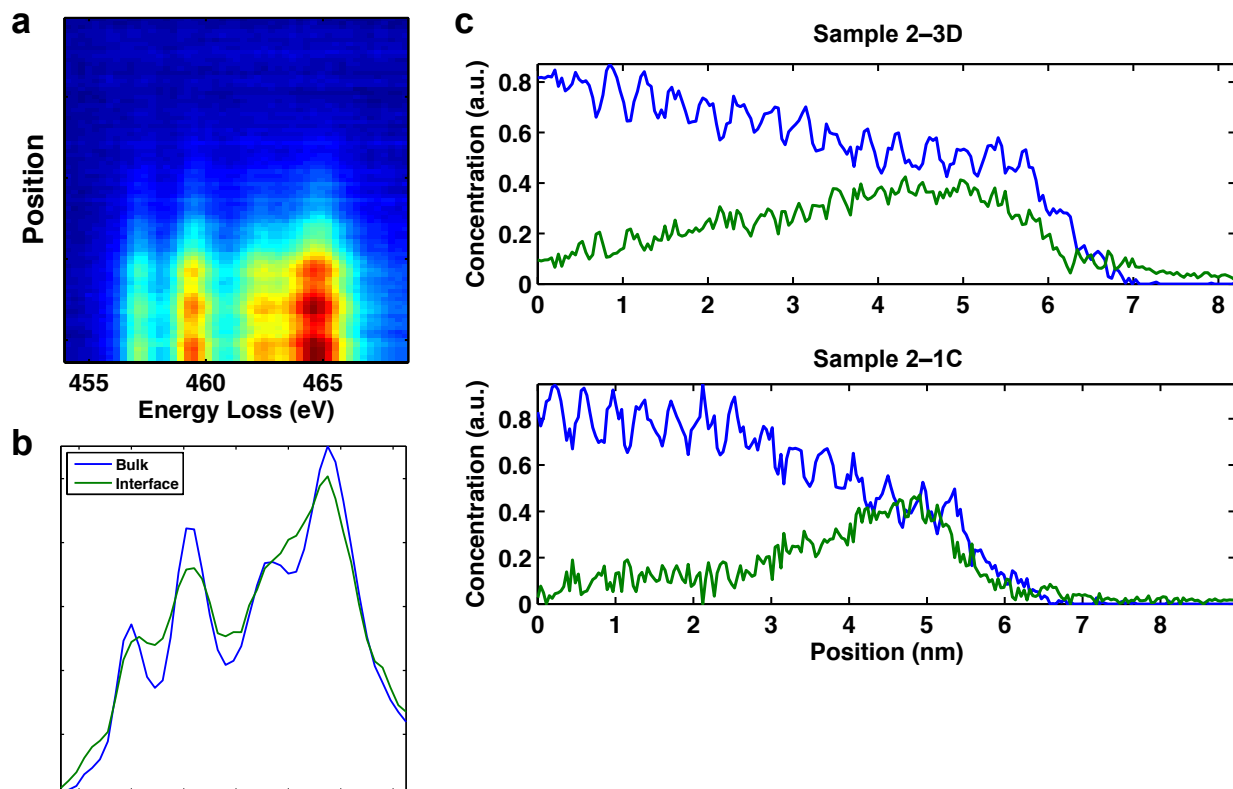 a
Position
455 460 465
Energy Loss (eV)
b
Bulk
Interface
c
Sample 2–3D
Concentration (a.u.)
0.8
0.6
0.4
0.2
0
0 1 2 3 4 5 6 7 8
Sample 2–1C
Concentration (a.u.)
0.8
0.6
0.4
0.2
0
0 1 2 3 4 5 6 7 8
Position (nm)